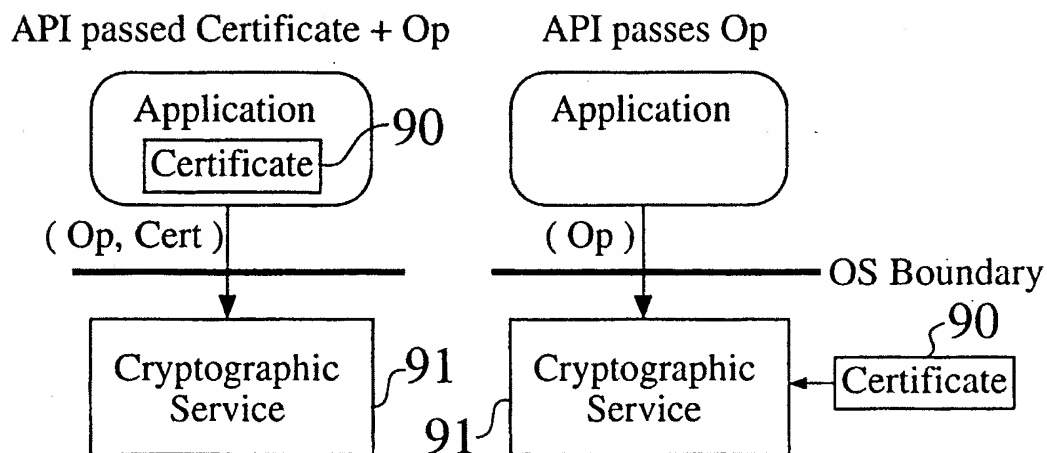 API passed Certificate + Op
API passes Op
Application
Certificate
90
( Op, Cert )
Cryptographic
Service
91
Application
( Op )
OS Boundary
90
Certificate
Cryptographic
Service
91